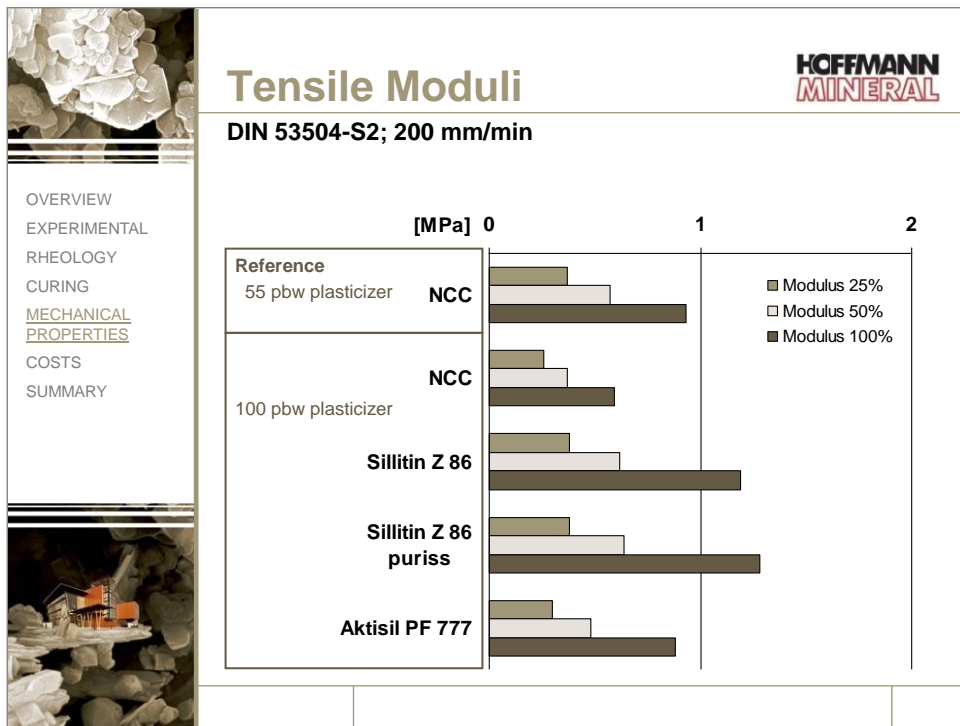 Tensile Moduli
HOFFMANN
MINERAL
DIN 53504-S2; 200 mm/min
OVERVIEW
EXPERIMENTAL
RHEOLOGY
CURING
MECHANICAL
PROPERTIES
COSTS
SUMMARY
[MPa] 0 1 2
Reference
55 pbw plasticizer
NCC
100 pbw plasticizer
NCC
Sillitin Z 86
Sillitin Z 86
puriss
Aktisil PF 777
Modulus 25%
Modulus 50%
Modulus 100%